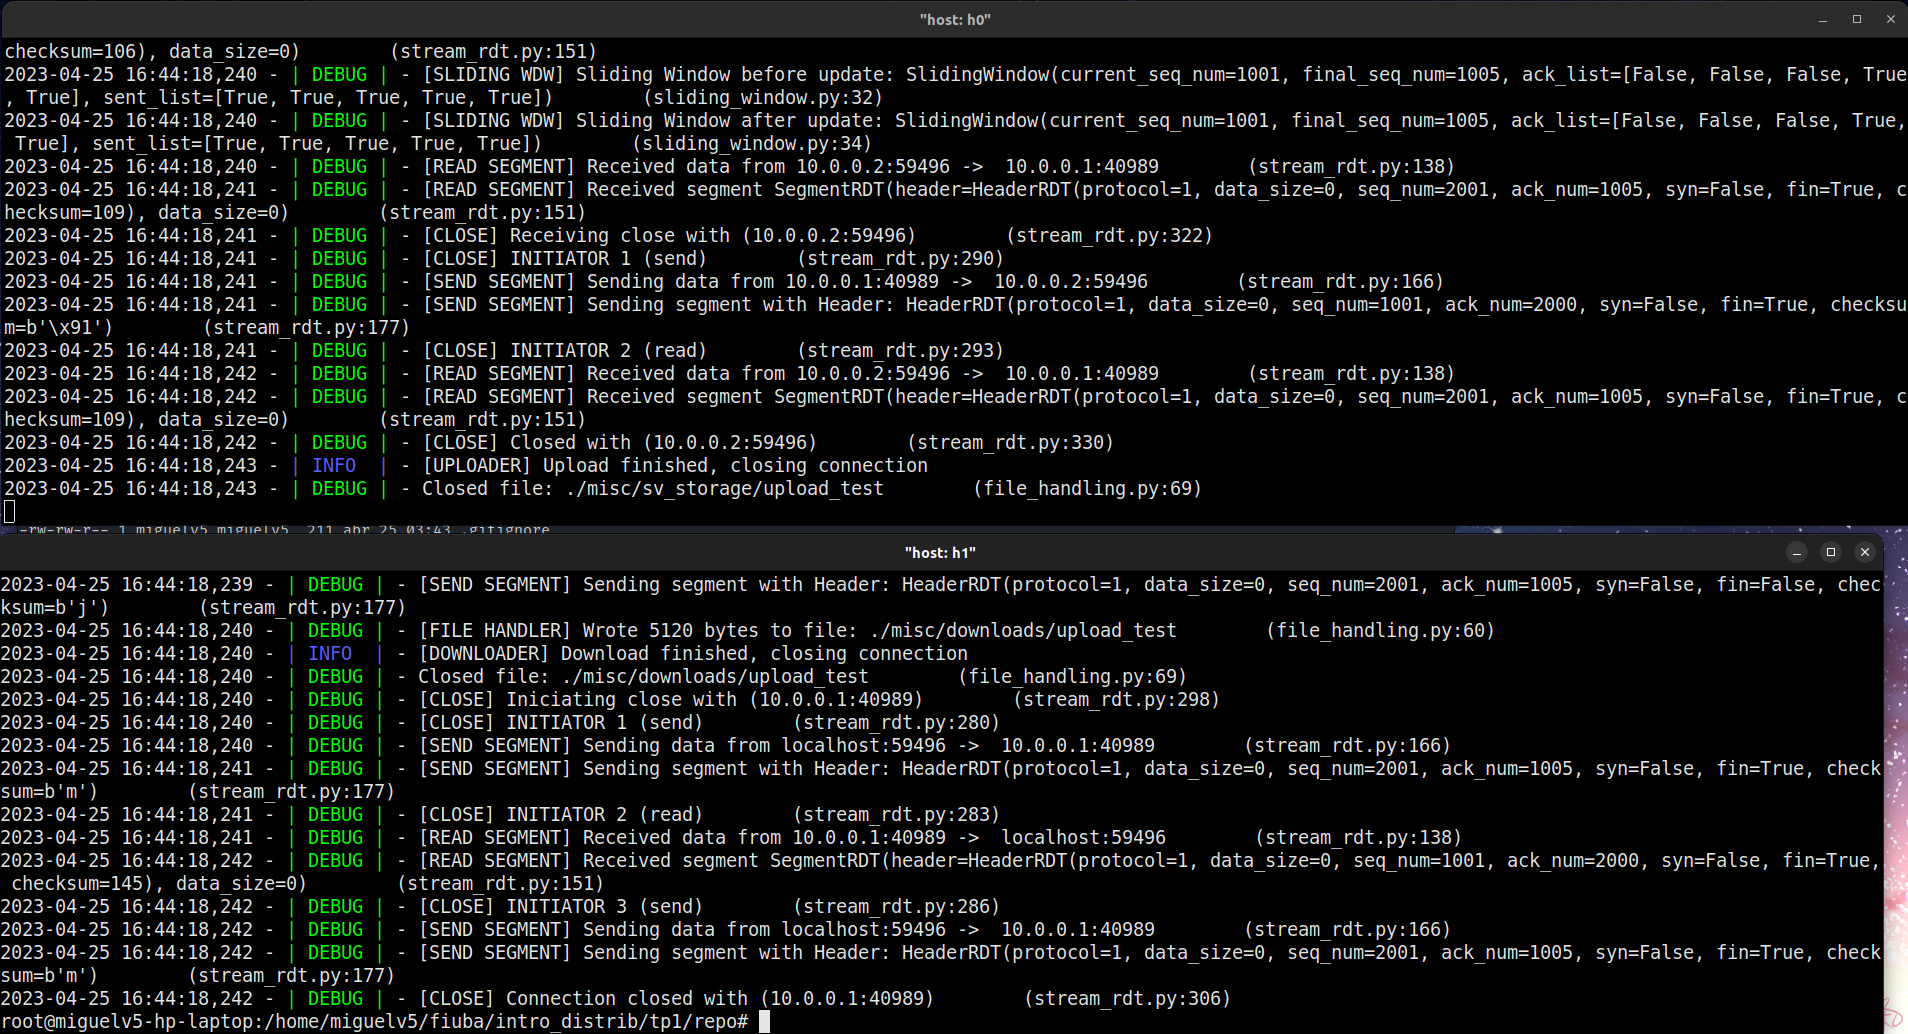 "host: h0"
checksum=106), data_size=0)        (stream_rdt.py:151)
2023-04-25 16:44:18,240 - | DEBUG | - [SLIDING WDW] Sliding Window before update: SlidingWindow(current_seq_num=1001, final_seq_num=1005, ack_list=[False, False, False, True
, True], sent_list=[True, True, True, True, True])        (sliding_window.py:32)
2023-04-25 16:44:18,240 - | DEBUG | - [SLIDING WDW] Sliding Window after update: SlidingWindow(current_seq_num=1001, final_seq_num=1005, ack_list=[False, False, False, True,
 True], sent_list=[True, True, True, True, True])        (sliding_window.py:34)
2023-04-25 16:44:18,240 - | DEBUG | - [READ SEGMENT] Received data from 10.0.0.2:59496 ->  10.0.0.1:40989        (stream_rdt.py:138)
2023-04-25 16:44:18,241 - | DEBUG | - [READ SEGMENT] Received segment SegmentRDT(header=HeaderRDT(protocol=1, data_size=0, seq_num=2001, ack_num=1005, syn=False, fin=True, c
hecksum=109), data_size=0)        (stream_rdt.py:151)
2023-04-25 16:44:18,241 - | DEBUG | - [CLOSE] Receiving close with (10.0.0.2:59496)        (stream_rdt.py:322)
2023-04-25 16:44:18,241 - | DEBUG | - [CLOSE] INITIATOR 1 (send)        (stream_rdt.py:290)
2023-04-25 16:44:18,241 - | DEBUG | - [SEND SEGMENT] Sending data from 10.0.0.1:40989 ->  10.0.0.2:59496        (stream_rdt.py:166)
2023-04-25 16:44:18,241 - | DEBUG | - [SEND SEGMENT] Sending segment with Header: HeaderRDT(protocol=1, data_size=0, seq_num=1001, ack_num=2000, syn=False, fin=True, checksu
m=b'\x91')        (stream_rdt.py:177)
2023-04-25 16:44:18,241 - | DEBUG | - [CLOSE] INITIATOR 2 (read)        (stream_rdt.py:293)
2023-04-25 16:44:18,242 - | DEBUG | - [READ SEGMENT] Received data from 10.0.0.2:59496 ->  10.0.0.1:40989        (stream_rdt.py:138)
2023-04-25 16:44:18,242 - | DEBUG | - [READ SEGMENT] Received segment SegmentRDT(header=HeaderRDT(protocol=1, data_size=0, seq_num=2001, ack_num=1005, syn=False, fin=True, c
hecksum=109), data_size=0)        (stream_rdt.py:151)
2023-04-25 16:44:18,242 - | DEBUG | - [CLOSE] Closed with (10.0.0.2:59496)        (stream_rdt.py:330)
2023-04-25 16:44:18,243 - | INFO  | - [UPLOADER] Upload finished, closing connection
2023-04-25 16:44:18,243 - | DEBUG | - Closed file: ./misc/sv_storage/upload_test        (file_handling.py:69)
-rw-rw-r-- 1 miguelv5 miguelv5  211 abr 25 03:43 .gitignore
"host: h1"
2023-04-25 16:44:18,239 - | DEBUG | - [SEND SEGMENT] Sending segment with Header: HeaderRDT(protocol=1, data_size=0, seq_num=2001, ack_num=1005, syn=False, fin=False, chec
ksum=b'j')        (stream_rdt.py:177)
2023-04-25 16:44:18,240 - | DEBUG | - [FILE HANDLER] Wrote 5120 bytes to file: ./misc/downloads/upload_test        (file_handling.py:60)
2023-04-25 16:44:18,240 - | INFO  | - [DOWNLOADER] Download finished, closing connection
2023-04-25 16:44:18,240 - | DEBUG | - Closed file: ./misc/downloads/upload_test        (file_handling.py:69)
2023-04-25 16:44:18,240 - | DEBUG | - [CLOSE] Iniciating close with (10.0.0.1:40989)        (stream_rdt.py:298)
2023-04-25 16:44:18,240 - | DEBUG | - [CLOSE] INITIATOR 1 (send)        (stream_rdt.py:280)
2023-04-25 16:44:18,240 - | DEBUG | - [SEND SEGMENT] Sending data from localhost:59496 ->  10.0.0.1:40989        (stream_rdt.py:166)
2023-04-25 16:44:18,241 - | DEBUG | - [SEND SEGMENT] Sending segment with Header: HeaderRDT(protocol=1, data_size=0, seq_num=2001, ack_num=1005, syn=False, fin=True, check
sum=b'm')        (stream_rdt.py:177)
2023-04-25 16:44:18,241 - | DEBUG | - [CLOSE] INITIATOR 2 (read)        (stream_rdt.py:283)
2023-04-25 16:44:18,241 - | DEBUG | - [READ SEGMENT] Received data from 10.0.0.1:40989 ->  localhost:59496        (stream_rdt.py:138)
2023-04-25 16:44:18,242 - | DEBUG | - [READ SEGMENT] Received segment SegmentRDT(header=HeaderRDT(protocol=1, data_size=0, seq_num=1001, ack_num=2000, syn=False, fin=True,
 checksum=145), data_size=0)        (stream_rdt.py:151)
2023-04-25 16:44:18,242 - | DEBUG | - [CLOSE] INITIATOR 3 (send)        (stream_rdt.py:286)
2023-04-25 16:44:18,242 - | DEBUG | - [SEND SEGMENT] Sending data from localhost:59496 ->  10.0.0.1:40989        (stream_rdt.py:166)
2023-04-25 16:44:18,242 - | DEBUG | - [SEND SEGMENT] Sending segment with Header: HeaderRDT(protocol=1, data_size=0, seq_num=2001, ack_num=1005, syn=False, fin=True, check
sum=b'm')        (stream_rdt.py:177)
2023-04-25 16:44:18,242 - | DEBUG | - [CLOSE] Connection closed with (10.0.0.1:40989)        (stream_rdt.py:306)
root@miguelv5-hp-laptop:/home/miguelv5/fiuba/intro_distrib/tp1/repo#